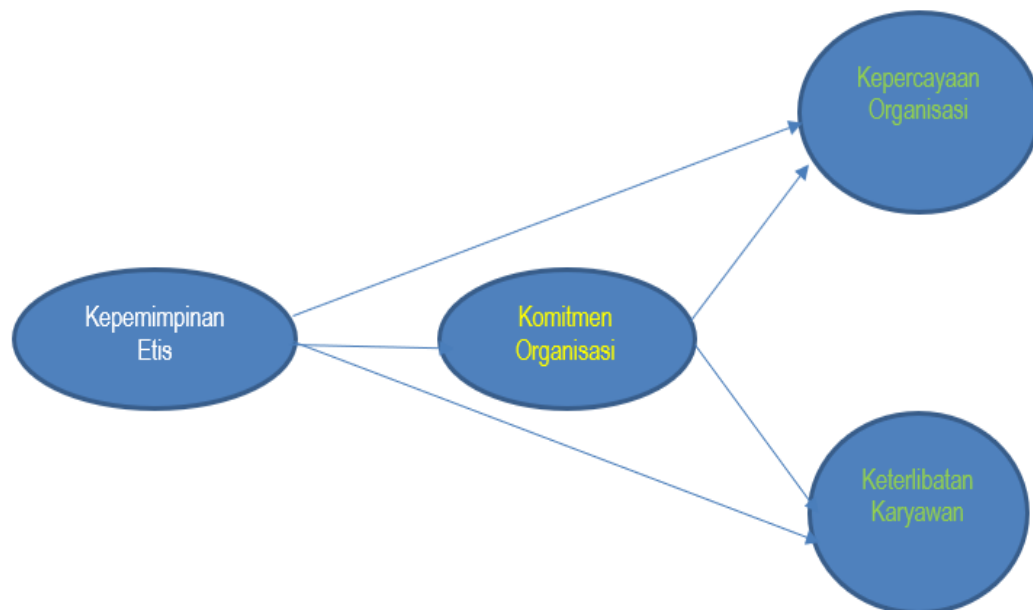 Kepercayaan
Organisasi
Kepemimpinan
Etis
Komitmen
Organisasi
Keterlibatan
Karyawan